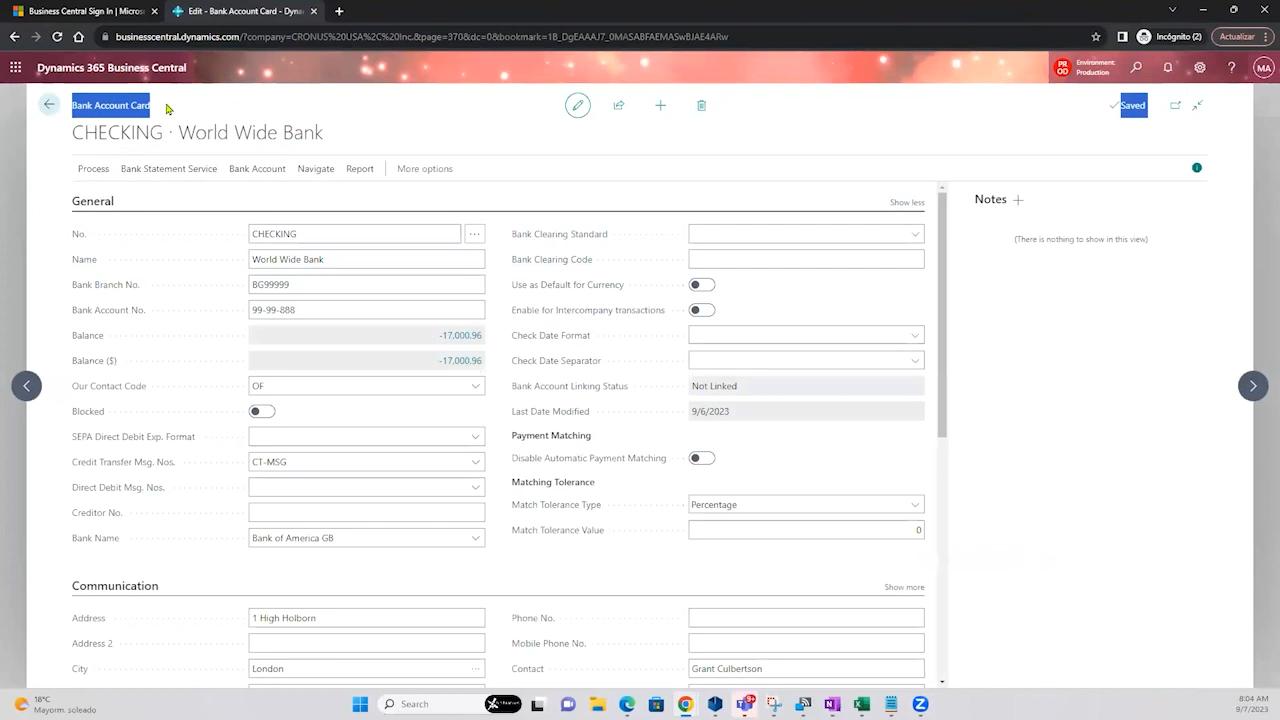 Business Central Sign In | Micros
Edit - Bank Account Card - Dyna
businesscentral.dynamics.com/?company=CRONUS%20USA%2C%20Inc.&page=370&dc=0&bookmark=1B_DgEAAAJ7_0MASABFAEMASwBJAE4ARw
Incógnito (2)
Actualizar
Dynamics 365 Business Central
PR
OD
Environment:
Production
MA
Bank Account Card
Saved
CHECKING · World Wide Bank
Process
Bank Statement Service
Bank Account
Navigate
Report
More options
General
Show less
Notes
(There is nothing to show in this view)
No.
CHECKING
Name
World Wide Bank
Bank Branch No.
BG99999
Bank Account No.
99-99-888
Balance
-17,000.96
Balance ($)
-17,000.96
Our Contact Code
OF
Blocked
SEPA Direct Debit Exp. Format
Credit Transfer Msg. Nos.
CT-MSG
Direct Debit Msg. Nos.
Creditor No.
Bank Name
Bank of America GB
Bank Clearing Standard
Bank Clearing Code
Use as Default for Currency
Enable for Intercompany transactions
Check Date Format
Check Date Separator
Bank Account Linking Status
Not Linked
Last Date Modified
9/6/2023
Payment Matching
Disable Automatic Payment Matching
Matching Tolerance
Match Tolerance Type
Percentage
Match Tolerance Value
0
Communication
Show more
Address
1 High Holborn
Address 2
City
London
Phone No.
Mobile Phone No.
Contact
Grant Culbertson
18°C
Mayorm. soleado
Search
8:04 AM
9/7/2023